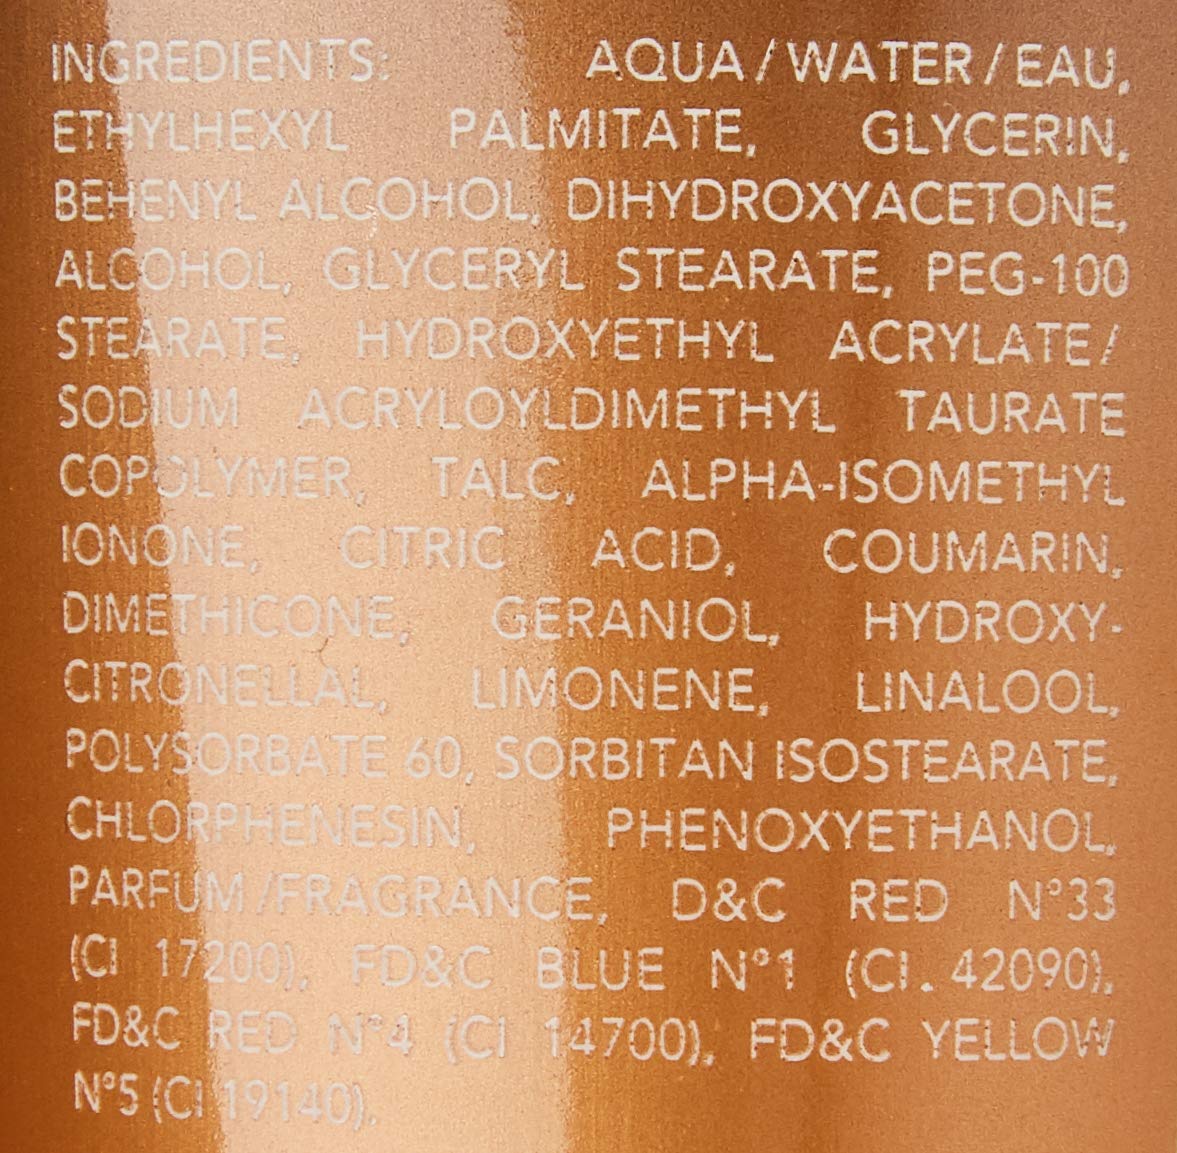 INGREDIENTS: AQUA/WATER/EAU,
ETHYLHEXYL PALMITATE, GLYCERIN,
BEHENYL ALCOHOL, DIHYDROXYACETONE,
ALCOHOL, GLYCERYL STEARATE, PEG-100
STEARATE, HYDROXYETHYL ACRYLATE/
SODIUM ACRYLOYLDIMETHYL TAURATE
COPOLYMER, TALC, ALPHA-ISOMETHYL
IONONE, CITRIC ACID, COUMARIN,
DIMETHICONE, GERANIOL, HYDROXY-
CITRONELLAL, LIMONENE, LINALOOL,
POLYSORBATE 60, SORBITAN ISOSTEARATE,
CHLORPHENESIN, PHENOXYETHANOL,
PARFUM/FRAGRANCE, D&C RED N°33
(CI 17200), FD&C BLUE N°1 (CI. 42090),
FD&C RED N°4 (CI 14700), FD&C YELLOW
N°5 (CI 19140).